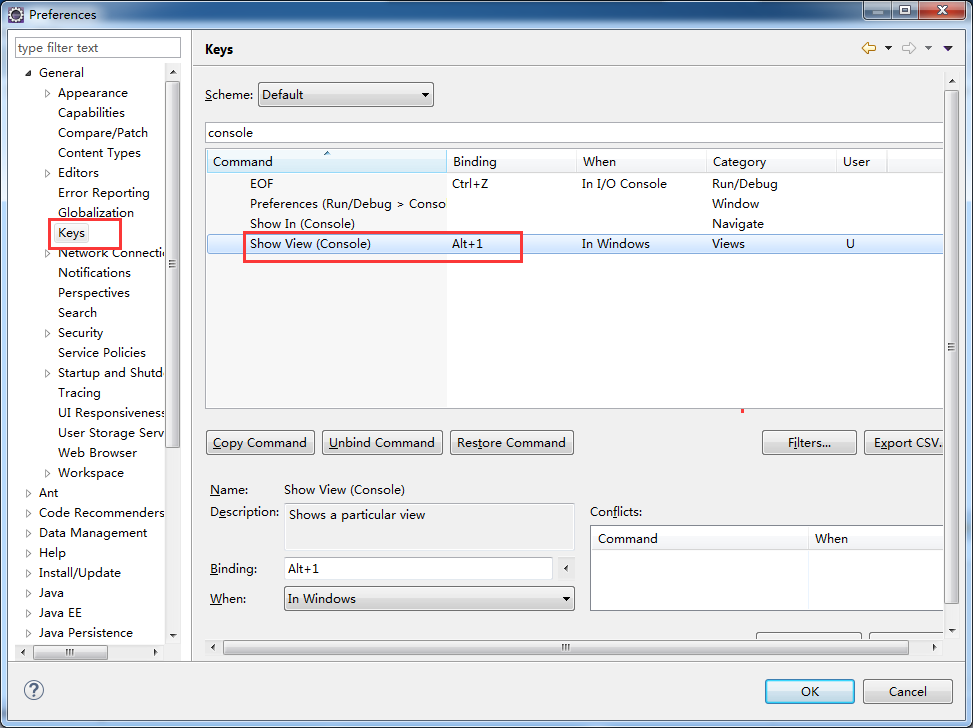 Preferences
type filter text
General
Appearance
Capabilities
Compare/Patch
Content Types
Editors
Error Reporting
Globalization
Keys
Network Connectic
Notifications
Perspectives
Search
Security
Service Policies
Startup and Shutd
Tracing
UI Responsiveness
User Storage Serv
Web Browser
Workspace
Ant
Code Recommenders
Data Management
Help
Install/Update
Java
Java EE
Java Persistence
Keys
Scheme: Default
console
Command Binding When Category User
EOF Ctrl+Z In I/O Console Run/Debug
Preferences (Run/Debug > Conso Window
Show In (Console) Navigate
Show View (Console) Alt+1 In Windows Views U
Copy Command Unbind Command Restore Command Filters... Export CSV.
Name: Show View (Console)
Description: Shows a particular view
Binding: Alt+1
When: In Windows
Conflicts:
Command When
OK Cancel